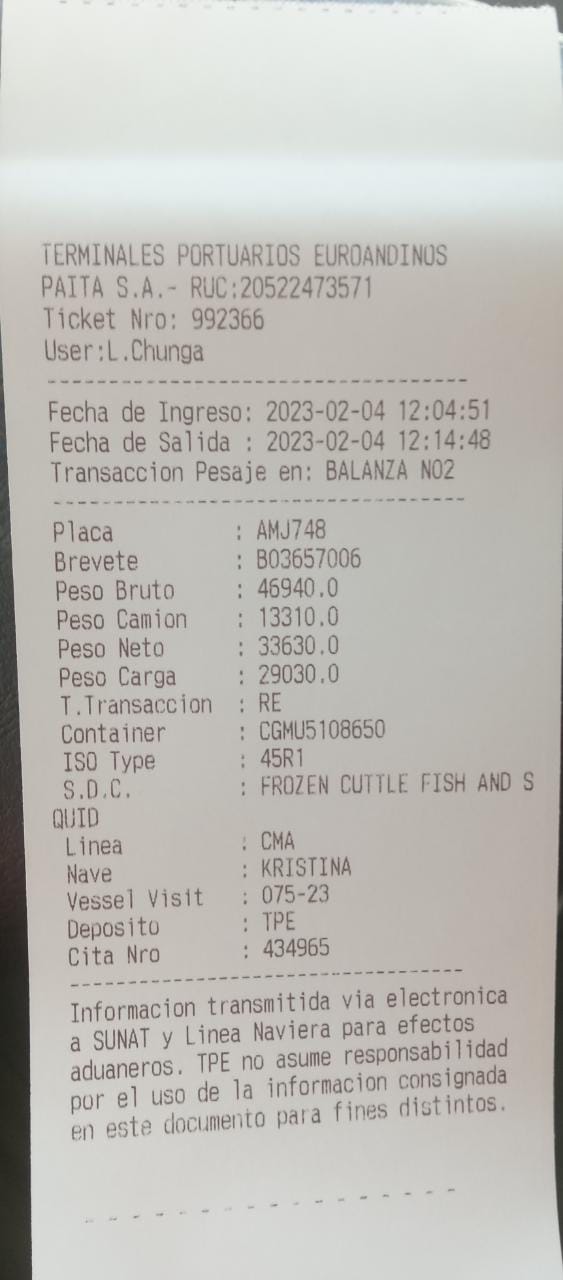 TERMINALES PORTUARIOS EUROANDINOS
PAITA S.A.- RUC:20522473571
Ticket Nro: 992366
User:L.Chunga
Fecha de Ingreso: 2023-02-04 12:04:51
Fecha de Salida : 2023-02-04 12:14:48
Transaccion Pesaje en: BALANZA NO2
Placa : AMJ748
Brevete : B03657006
Peso Bruto : 46940.0
Peso Camion : 13310.0
Peso Neto : 33630.0
Peso Carga : 29030.0
T.Transaccion : RE
Container : CGMU5108650
ISO Type : 45R1
S.D.C. : FROZEN CUTTLE FISH AND S
QUID
Linea : CMA
Nave : KRISTINA
Vessel Visit : 075-23
Deposito : TPE
Cita Nro : 434965
Informacion transmitida via electronica
a SUNAT y Linea Naviera para efectos
aduaneros. TPE no asume responsabilidad
por el uso de la informacion consignada
en este documento para fines distintos.